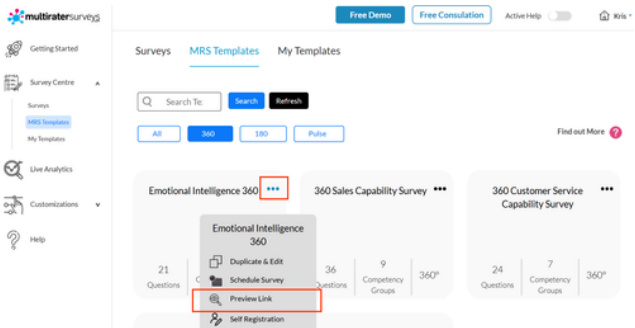 multiratersurveys
Free Demo
Free Consulation
Active Help
Kris
Getting Started
Survey Centre
Surveys
MRS Templates
My Templates
Live Analytics
Customizations
Help
Surveys
MRS Templates
My Templates
Search Te:
Search
Refresh
All
360
180
Pulse
Find out More ?
Emotional Intelligence 360 •••
360 Sales Capability Survey •••
360 Customer Service •••
Capability Survey
Emotional Intelligence
360
Duplicate & Edit
Schedule Survey
Preview Link
Self Registration
21
Questions
36
Questions
9
Competency
Groups
360°
24
Questions
7
Competency
Groups
360°